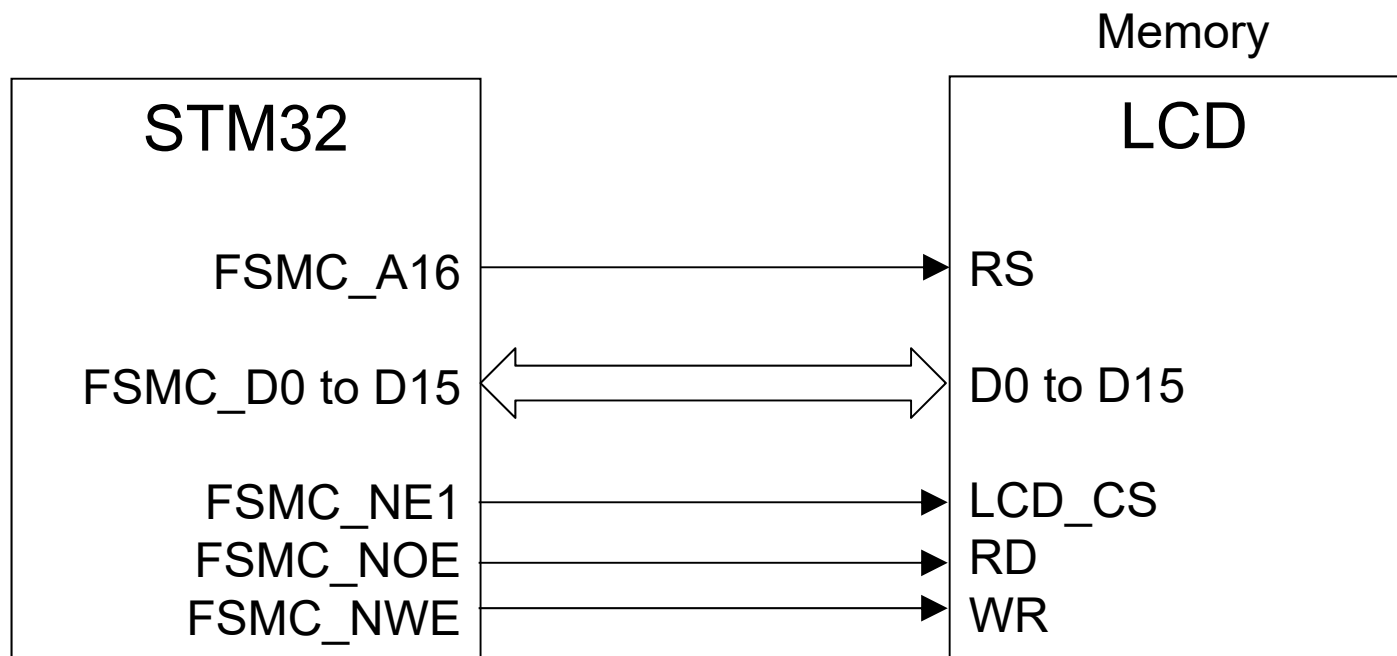 Memory
STM32
LCD
FSMC_A16
RS
FSMC_D0 to D15
D0 to D15
FSMC_NE1
LCD_CS
FSMC_NOE
RD
FSMC_NWE
WR